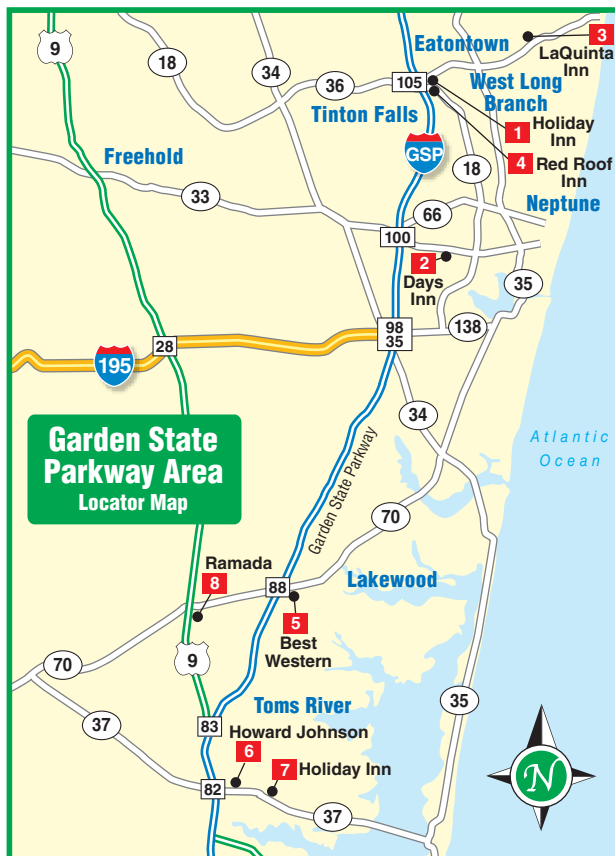 9
18
34
36
105
Eatontown
3
LaQuinta
Inn
West Long
Branch
Tinton Falls
1
Holiday
Inn
4
Red Roof
Inn
GSP
Freehold
18
33
Neptune
66
100
2
Days
Inn
35
98
35
138
28
195
34
Garden State
Parkway Area
Locator Map
Atlantic
Ocean
Garden State Parkway
70
Ramada
8
88
Lakewood
5
Best
Western
70
9
35
Toms River
37
83
Howard Johnson
6
7
Holiday Inn
82
37
N